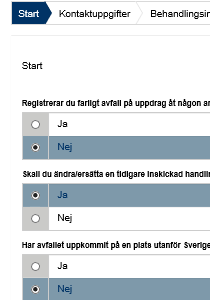 Start Kontaktuppgifter Behandlingsin
Start
Registrerar du farligt avfall på uppdrag åt någon an
Ja
Nej
Skall du ändra/ersätta en tidigare inskickad handlin
Ja
Nej
Har avfallet uppkommit på en plats utanför Sverige
Ja
Nej